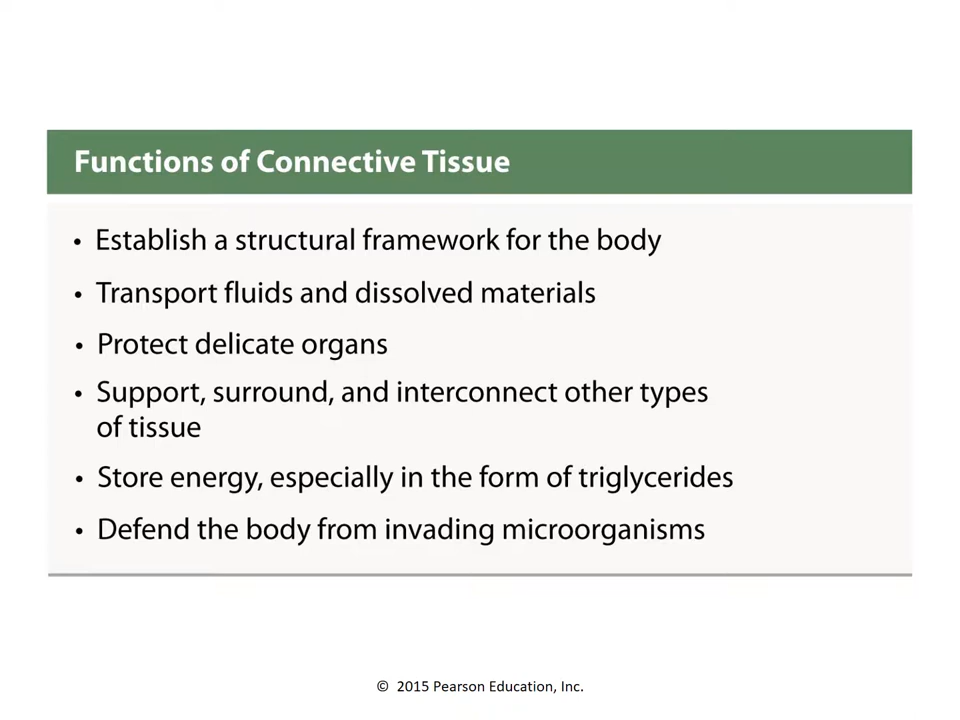 Functions of Connective Tissue
• Establish a structural framework for the body
• Transport fluids and dissolved materials
• Protect delicate organs
• Support, surround, and interconnect other types
of tissue
• Store energy, especially in the form of triglycerides
• Defend the body from invading microorganisms
© 2015 Pearson Education, Inc.